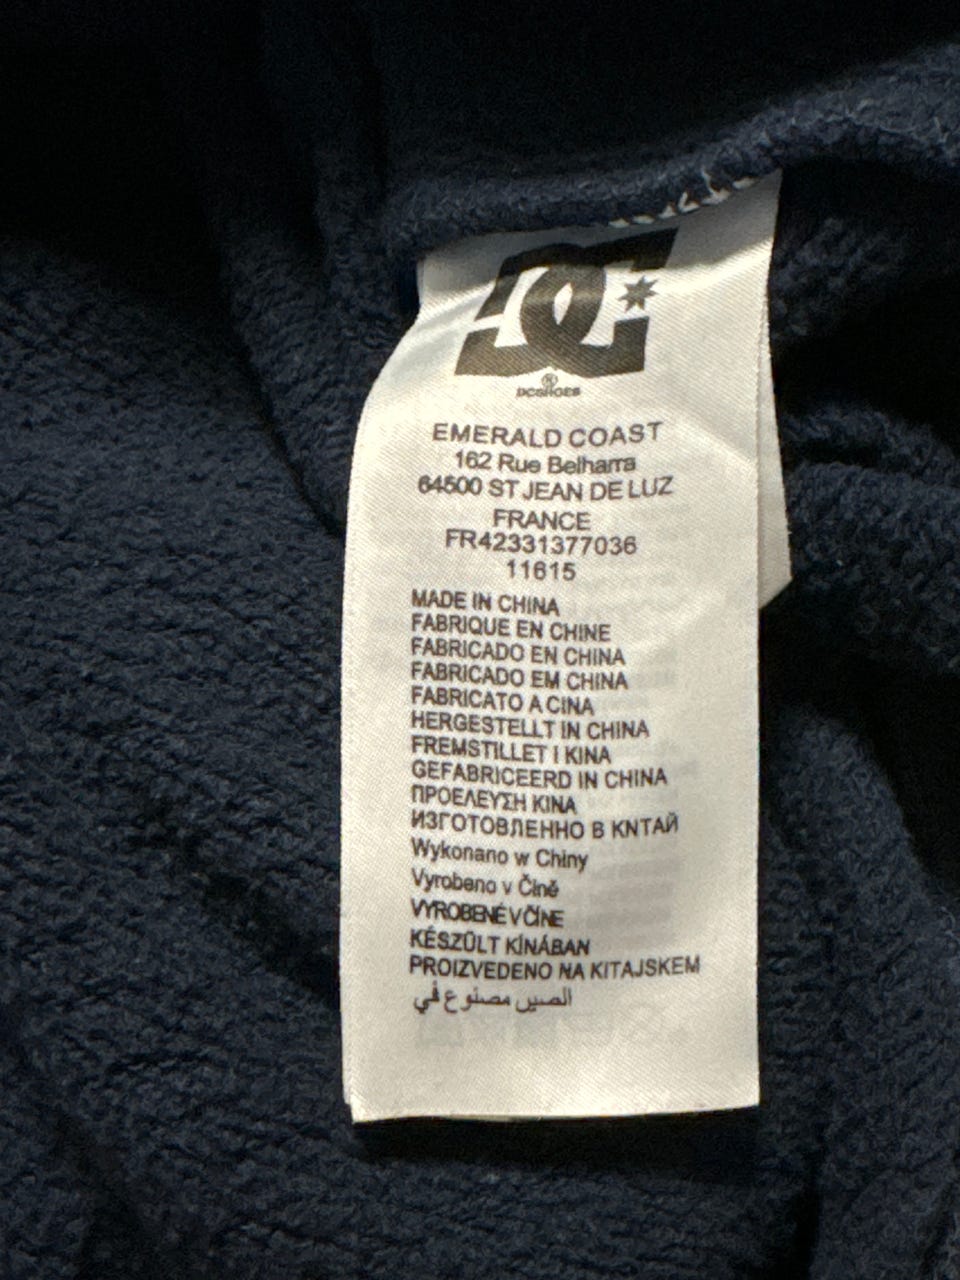 DC
®
DCSHOES
EMERALD COAST
162 Rue Belharra
64500 ST JEAN DE LUZ
FRANCE
FR42331377036
11615
MADE IN CHINA
FABRIQUE EN CHINE
FABRICADO EN CHINA
FABRICADO EM CHINA
FABRICATO A CINA
HERGESTELLT IN CHINA
FREMSTILLET I KINA
GEFABRICEERD IN CHINA
ΠΡΟΕΛΕΥΣΗ ΚΙΝΑ
ИЗГОТОВЛЕННО В КNТАЙ
Wykonano w Chiny
Vyrobeno v Čině
VYROBENÉ V ČÍNE
KÉSZÜLT KÍNÁBAN
PROIZVEDENO NA KITAJSKEM
الصين مصنوع في